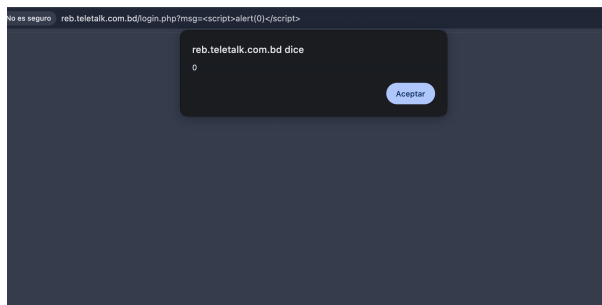 No es seguro reb.teletalk.com.bd/login.php?msg=<script>alert(0)</script>
reb.teletalk.com.bd dice
0
Aceptar